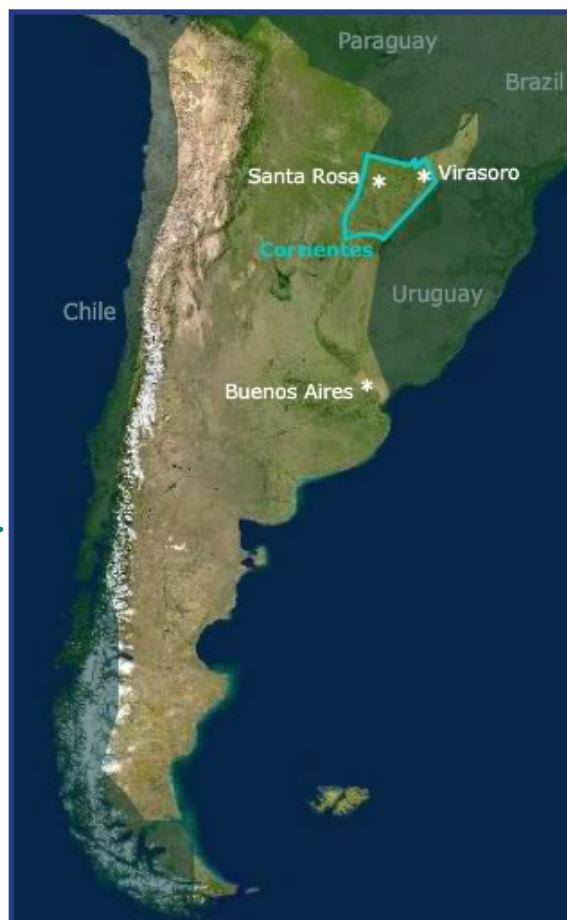 Paraguay
Brazil
Santa Rosa
Virasoro
Corrientes
Uruguay
Chile
Buenos Aires